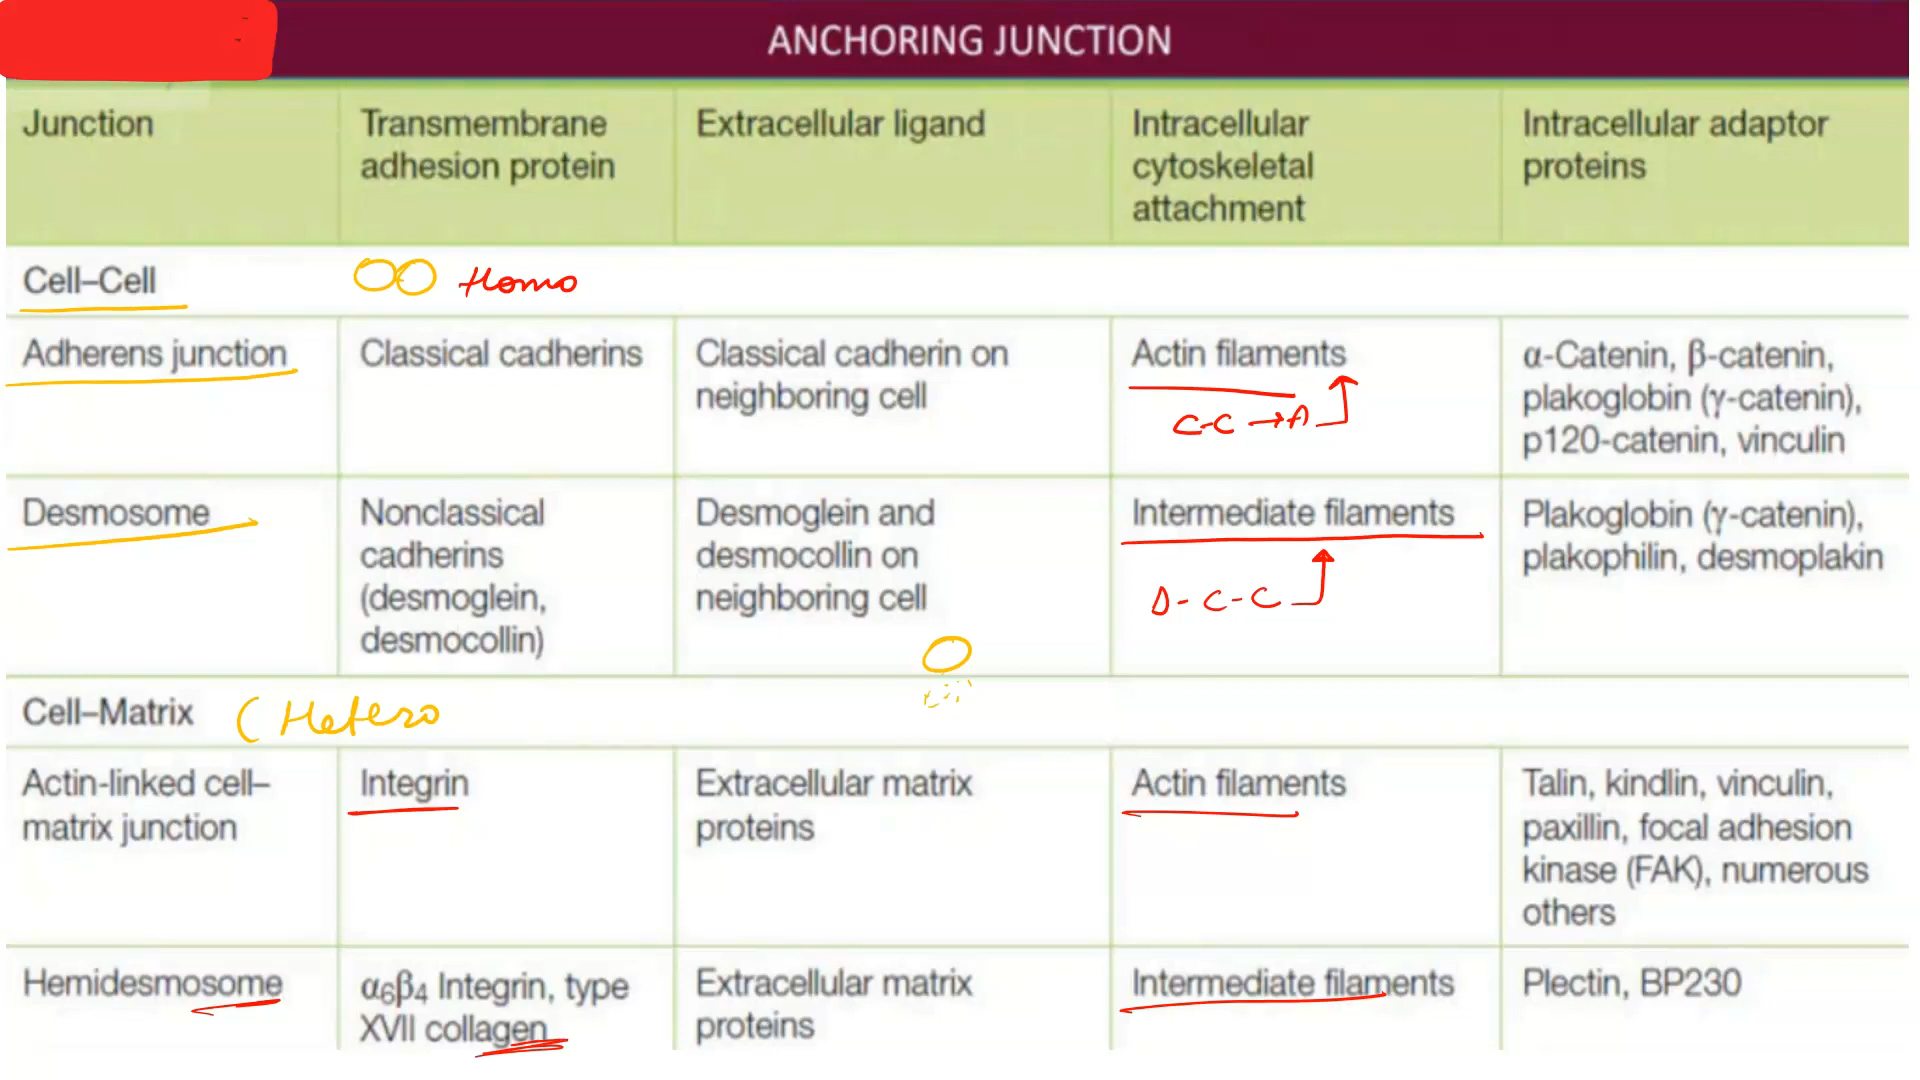 ANCHORING JUNCTION
Junction
Transmembrane
adhesion protein
Extracellular ligand
Intracellular
cytoskeletal
attachment
Intracellular adaptor
proteins
Cell–Cell
Homo
Adherens junction
Classical cadherins
Classical cadherin on
neighboring cell
Actin filaments
C-C → A
α-Catenin, β-catenin,
plakoglobin (γ-catenin),
p120-catenin, vinculin
Desmosome
Nonclassical
cadherins
(desmoglein,
desmocollin)
Desmoglein and
desmocollin on
neighboring cell
Intermediate filaments
D-C-C
Plakoglobin (γ-catenin),
plakophilin, desmoplakin
Cell–Matrix (Hetero
Actin-linked cell–
matrix junction
Integrin
Extracellular matrix
proteins
Actin filaments
Talin, kindlin, vinculin,
paxillin, focal adhesion
kinase (FAK), numerous
others
Hemidesmosome
α6β4 Integrin, type
XVII collagen
Extracellular matrix
proteins
Intermediate filaments
Plectin, BP230